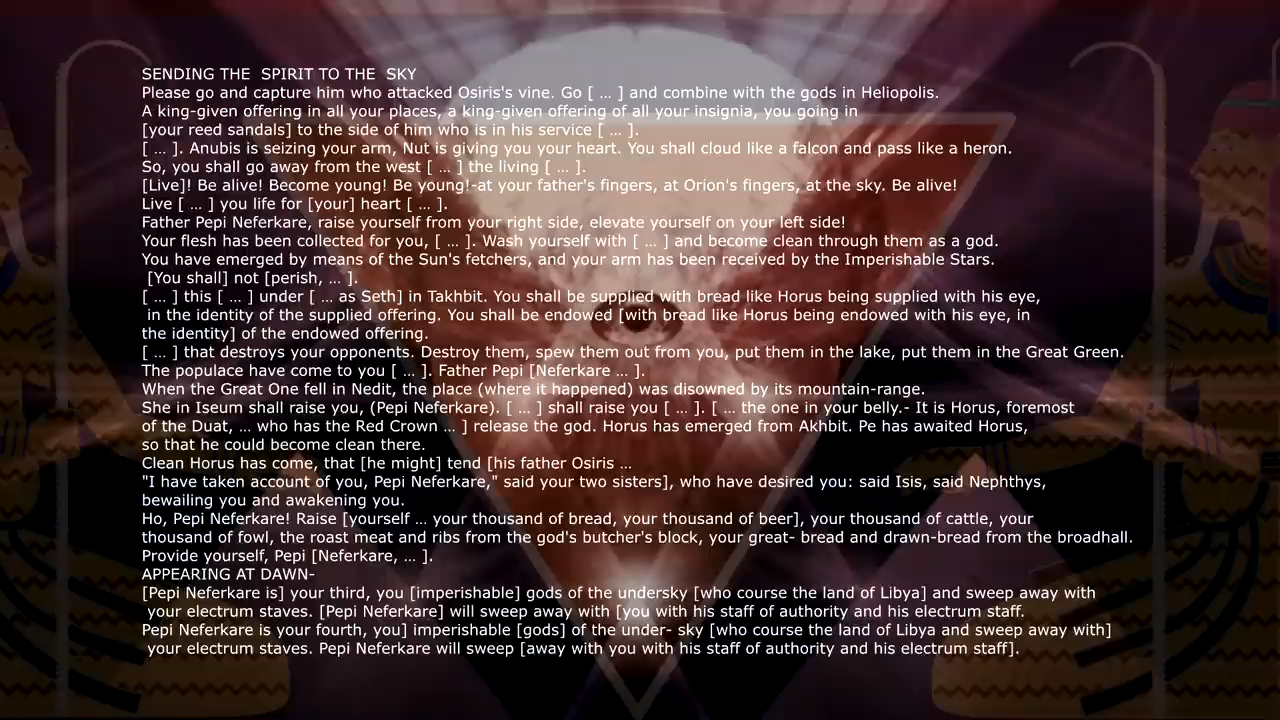 SENDING THE  SPIRIT TO THE  SKY
Please go and capture him who attacked Osiris's vine. Go [ … ] and combine with the gods in Heliopolis.
A king-given offering in all your places, a king-given offering of all your insignia, you going in
[your reed sandals] to the side of him who is in his service [ … ].
[ … ]. Anubis is seizing your arm, Nut is giving you your heart. You shall cloud like a falcon and pass like a heron.
So, you shall go away from the west [ … ] the living [ … ].
[Live]! Be alive! Become young! Be young!-at your father's fingers, at Orion's fingers, at the sky. Be alive!
Live [ … ] you life for [your] heart [ … ].
Father Pepi Neferkare, raise yourself from your right side, elevate yourself on your left side!
Your flesh has been collected for you, [ … ]. Wash yourself with [ … ] and become clean through them as a god.
You have emerged by means of the Sun's fetchers, and your arm has been received by the Imperishable Stars.
[You shall] not [perish, … ].
[ … ] this [ … ] under [ … as Seth] in Takhbit. You shall be supplied with bread like Horus being supplied with his eye,
in the identity of the supplied offering. You shall be endowed [with bread like Horus being endowed with his eye, in
the identity] of the endowed offering.
[ … ] that destroys your opponents. Destroy them, spew them out from you, put them in the lake, put them in the Great Green.
The populace have come to you [ … ]. Father Pepi [Neferkare … ].
When the Great One fell in Nedit, the place (where it happened) was disowned by its mountain-range.
She in Iseum shall raise you, (Pepi Neferkare). [ … ] shall raise you [ … ]. [ … the one in your belly.- It is Horus, foremost
of the Duat, … who has the Red Crown … ] release the god. Horus has emerged from Akhbit. Pe has awaited Horus,
so that he could become clean there.
Clean Horus has come, that [he might] tend [his father Osiris …
"I have taken account of you, Pepi Neferkare," said your two sisters], who have desired you: said Isis, said Nephthys,
bewailing you and awakening you.
Ho, Pepi Neferkare! Raise [yourself … your thousand of bread, your thousand of beer], your thousand of cattle, your
thousand of fowl, the roast meat and ribs from the god's butcher's block, your great- bread and drawn-bread from the broadhall.
Provide yourself, Pepi [Neferkare, … ].
APPEARING AT DAWN-
[Pepi Neferkare is] your third, you [imperishable] gods of the undersky [who course the land of Libya] and sweep away with
your electrum staves. [Pepi Neferkare] will sweep away with [you with his staff of authority and his electrum staff.
Pepi Neferkare is your fourth, you] imperishable [gods] of the under- sky [who course the land of Libya and sweep away with]
your electrum staves. Pepi Neferkare will sweep [away with you with his staff of authority and his electrum staff].